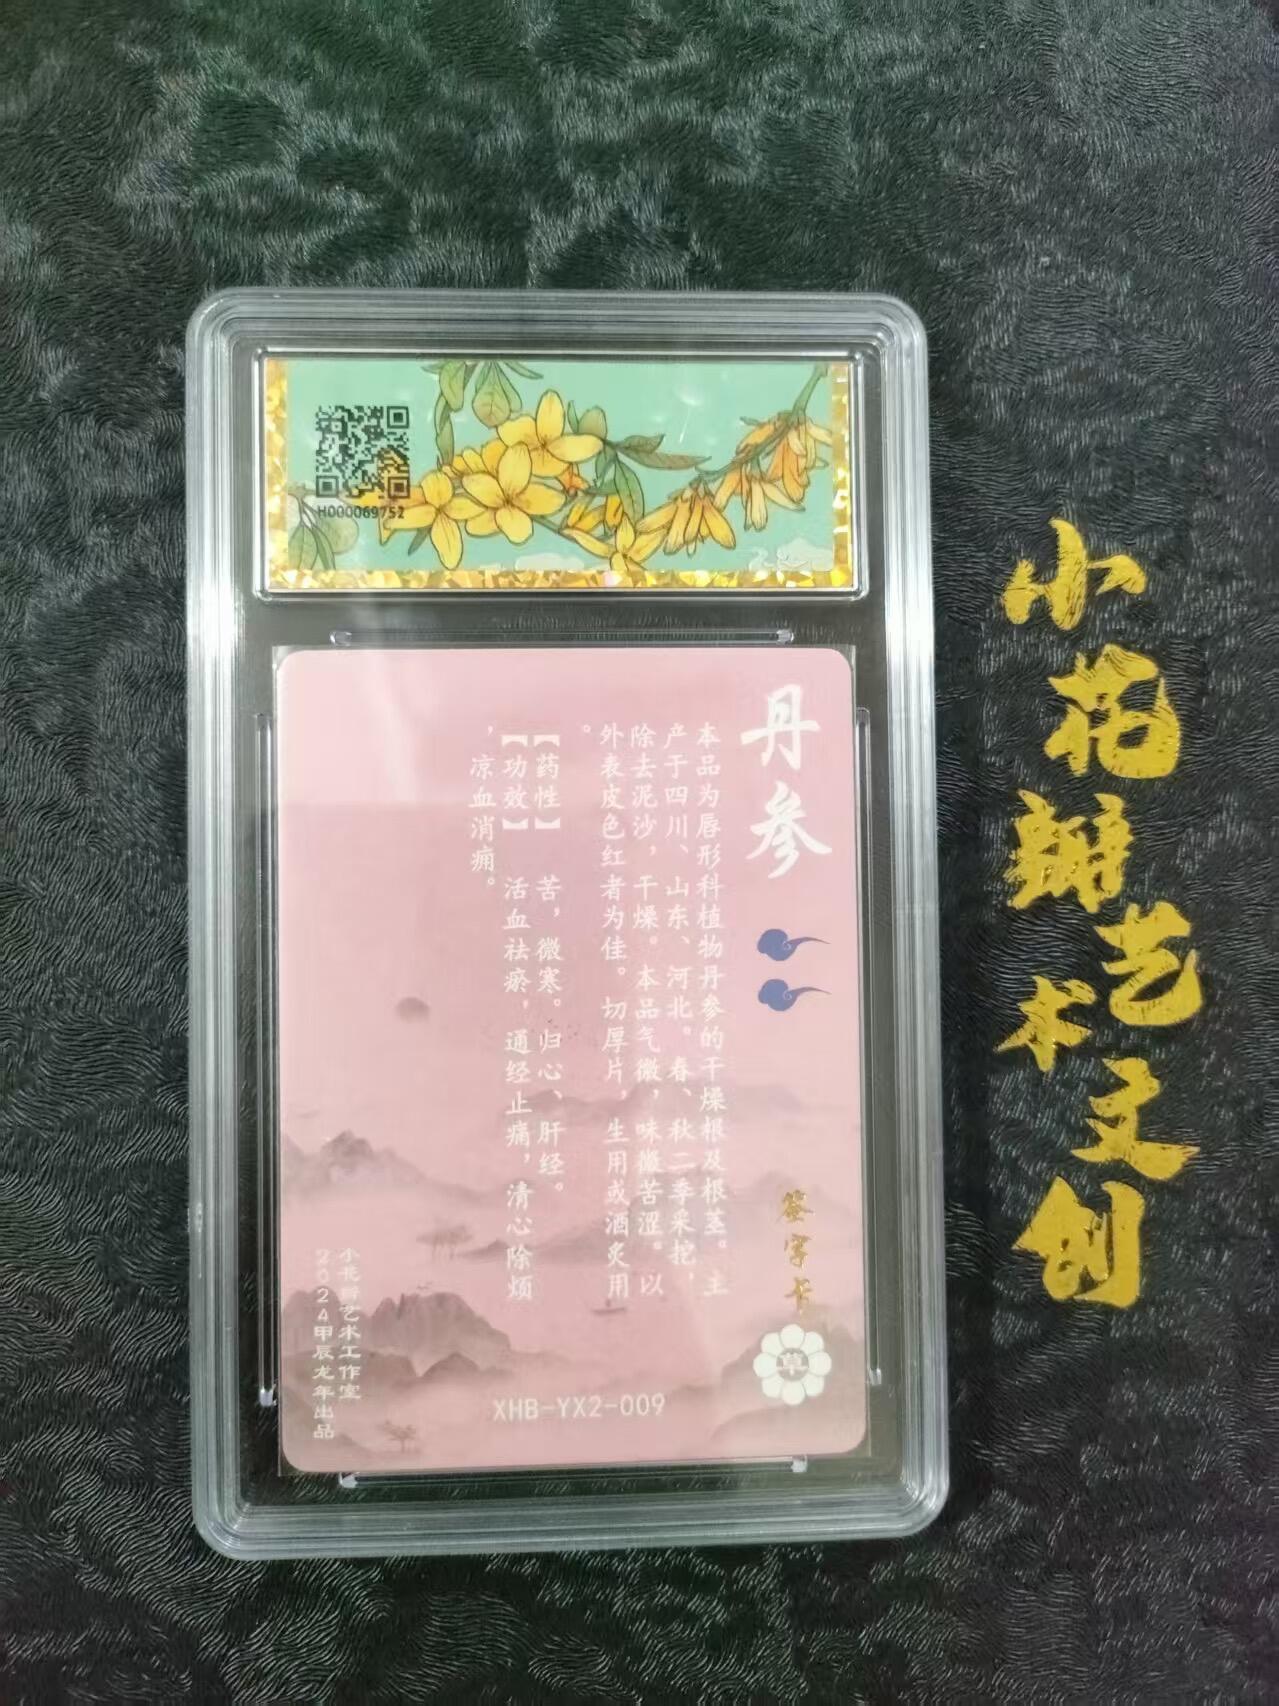 H000069752
丹参
本品为唇形科植物丹参的干燥根及根茎。主
产于四川、山东、河北。春、秋二季采挖，
除去泥沙，干燥。本品气微，味微苦涩。以
外表皮色红者为佳。切厚片，生用或酒炙用
。
【药性】 苦，微寒。归心、肝经。
【功效】 活血祛瘀，通经止痛，清心除烦
，凉血消痈。
签字卡
草
XHB-YX2-009
小花瓣艺术工作室
2024甲辰龙年出品
小花瓣艺术文创